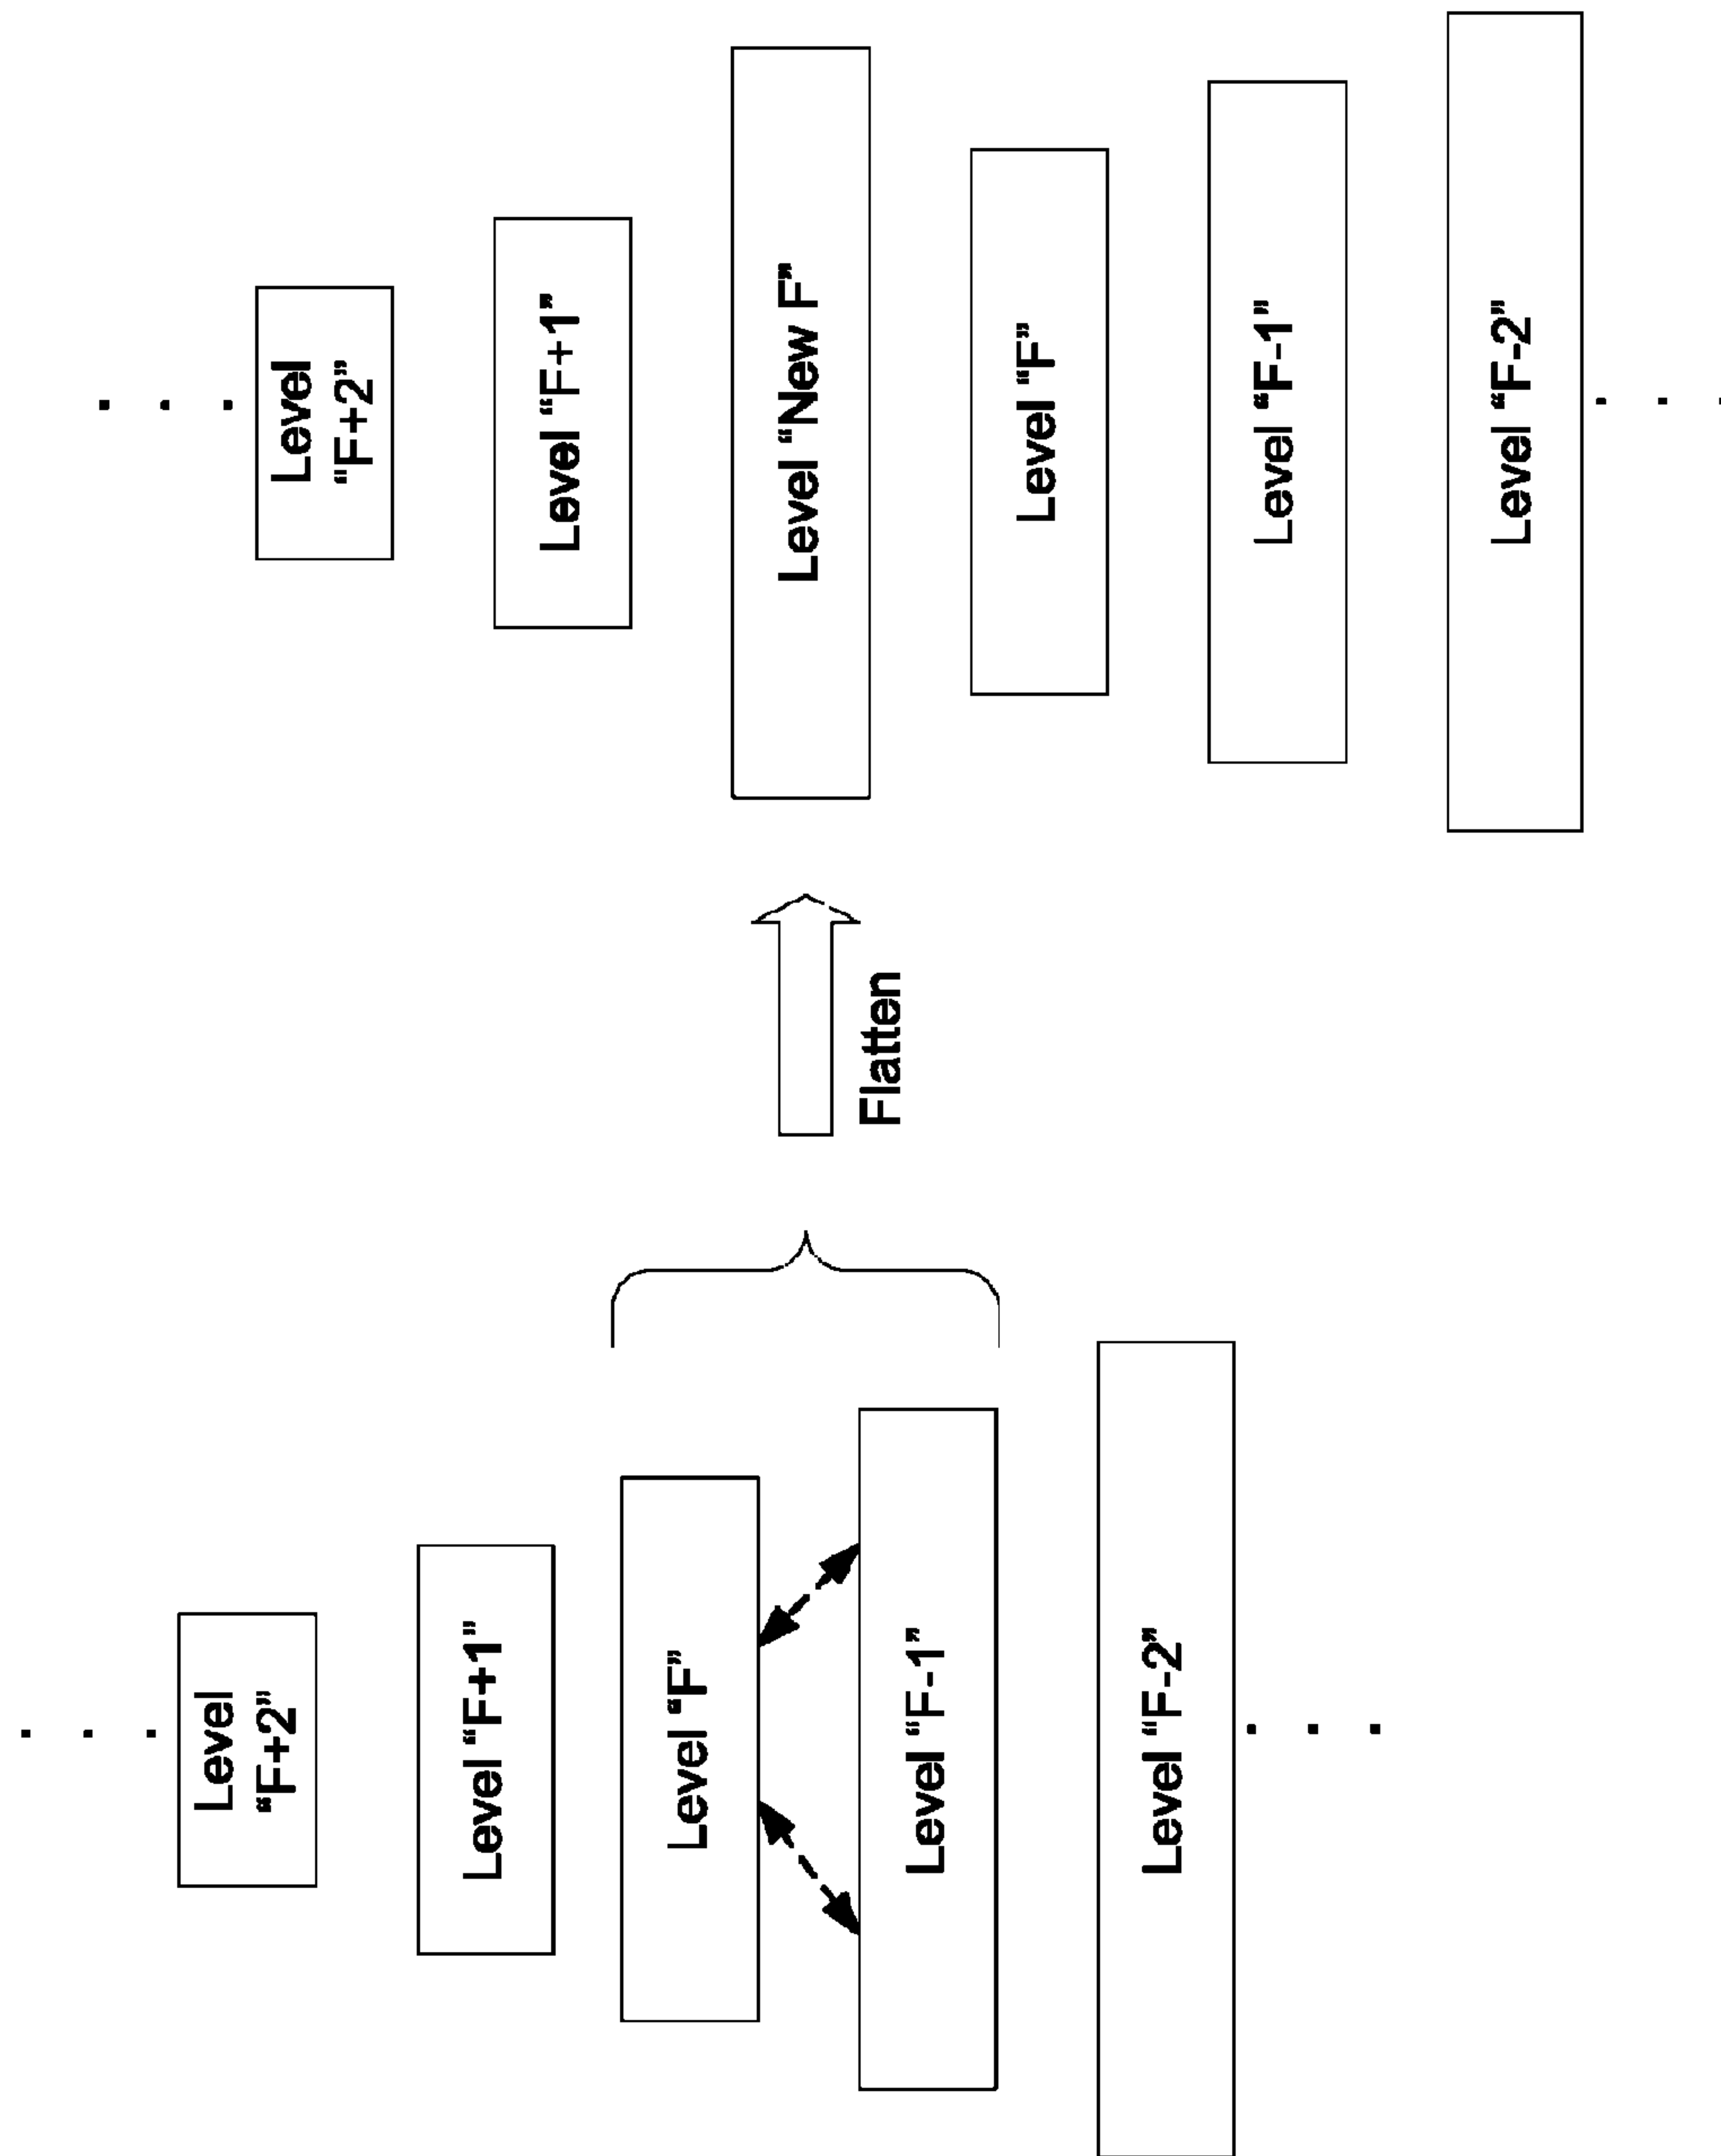 Level
“F+2”
Level “F+1”
Level “F”
Level “F-1”
Level “F-2”
Flatten
Level
“F+2”
Level “F+1”
Level “New F”
Level “F”
Level “F-1”
Level “F-2”